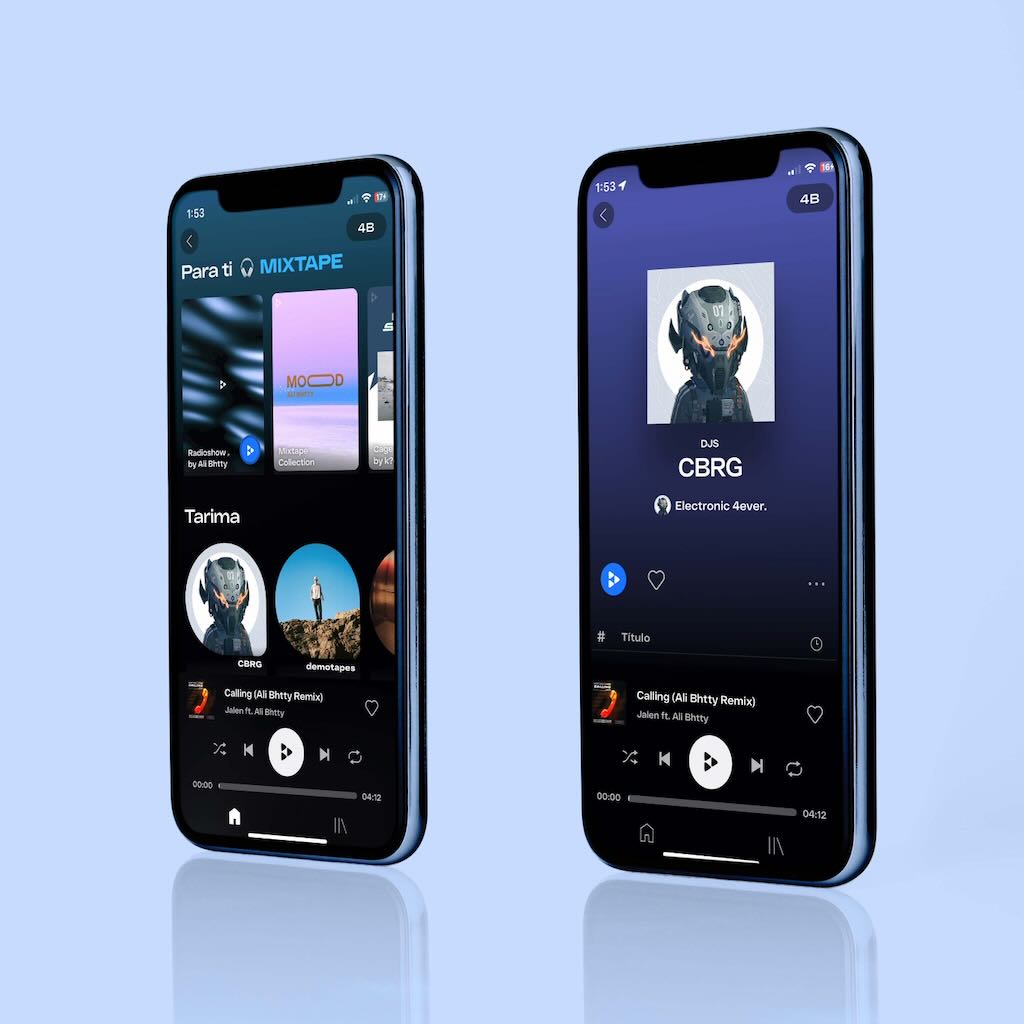 1:53
17
4B
Para ti MIXTAPE
MOOD
ALI BHTTY
Radioshow .
by Ali Bhtty
Mixtape
Collection
Cage
by k?
Tarima
CBRG
demotapes
Calling (Ali Bhtty Remix)
Jalen ft. Ali Bhtty
00:00
04:12
1:53
16
4B
07
DJS
CBRG
Electronic 4ever.
# Título
CALLING
Calling (Ali Bhtty Remix)
Jalen ft. Ali Bhtty
00:00
04:12